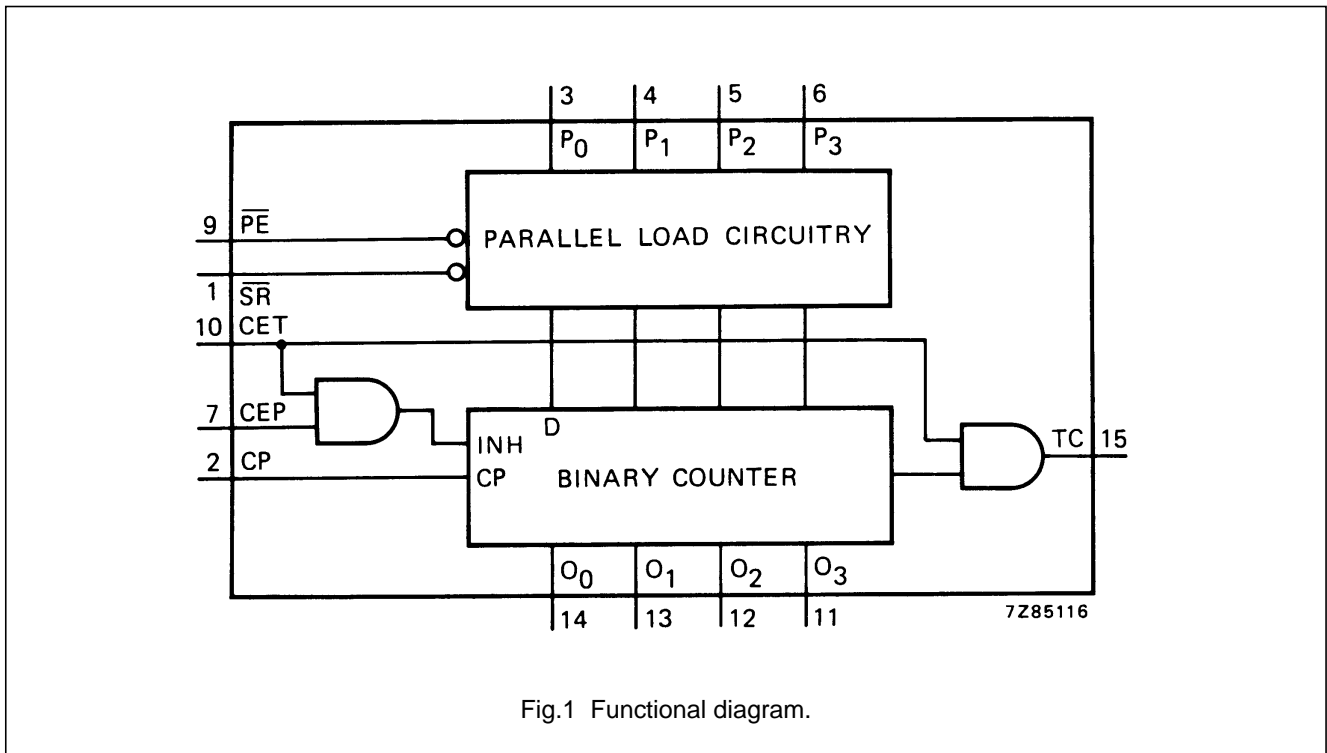 3 4 5 6
P0 P1 P2 P3
9 PE
PARALLEL LOAD CIRCUITRY
1 SR
10 CET
7 CEP
D
INH
TC 15
2 CP
CP
BINARY COUNTER
O0 O1 O2 O3
14 13 12 11
7Z85116
Fig.1 Functional diagram.